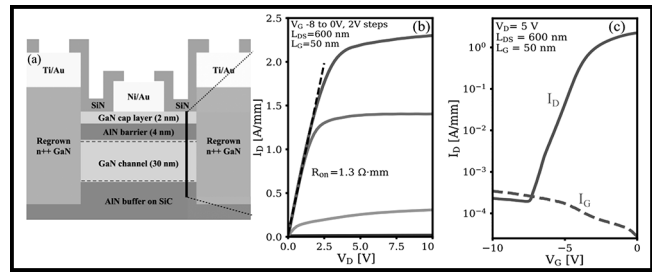 (a)
Ti/Au
Ti/Au
SiN
Ni/Au
SiN
GaN cap layer (2 nm)
AlN barrier (4 nm)
Regrown
n++ GaN
GaN channel (30 nm)
Regrown
n++ GaN
AlN buffer on SiC
(b)
V_G -8 to 0V, 2V steps
L_DS=600 nm
L_G=50 nm
R_on=1.3 Ω·mm
I_D [A/mm]
2.5
2.0
1.5
1.0
0.5
0.0
0.0 2.5 5.0 7.5 10
V_D [V]
(c)
V_D= 5 V
L_DS = 600 nm
L_G = 50 nm
I_D
I_G
I_D [A/mm]
10⁰
10⁻¹
10⁻²
10⁻³
10⁻⁴
−10 −5 0
V_G [V]